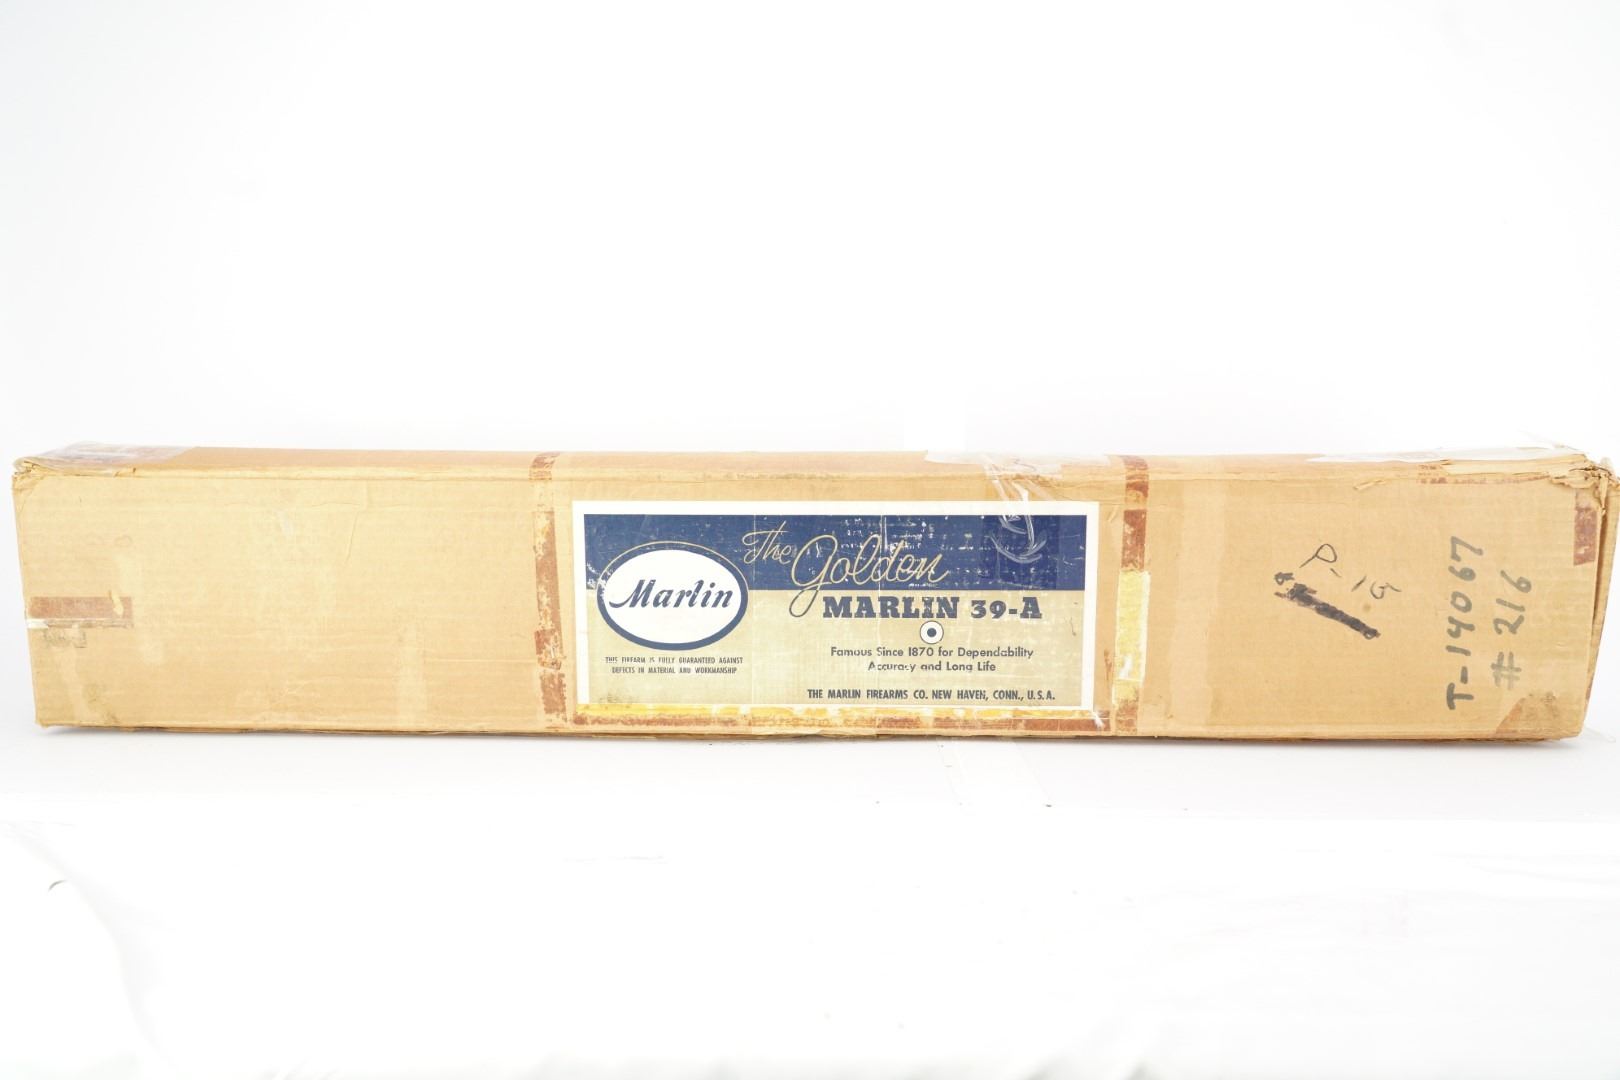 The Golden
Marlin
MARLIN 39-A
Famous Since 1870 for Dependability
Accuracy and Long Life
THIS FIREARM IS FULLY GUARANTEED AGAINST
DEFECTS IN MATERIAL AND WORKMANSHIP
THE MARLIN FIREARMS CO. NEW HAVEN, CONN., U.S.A.
P-15
T-14067
#216